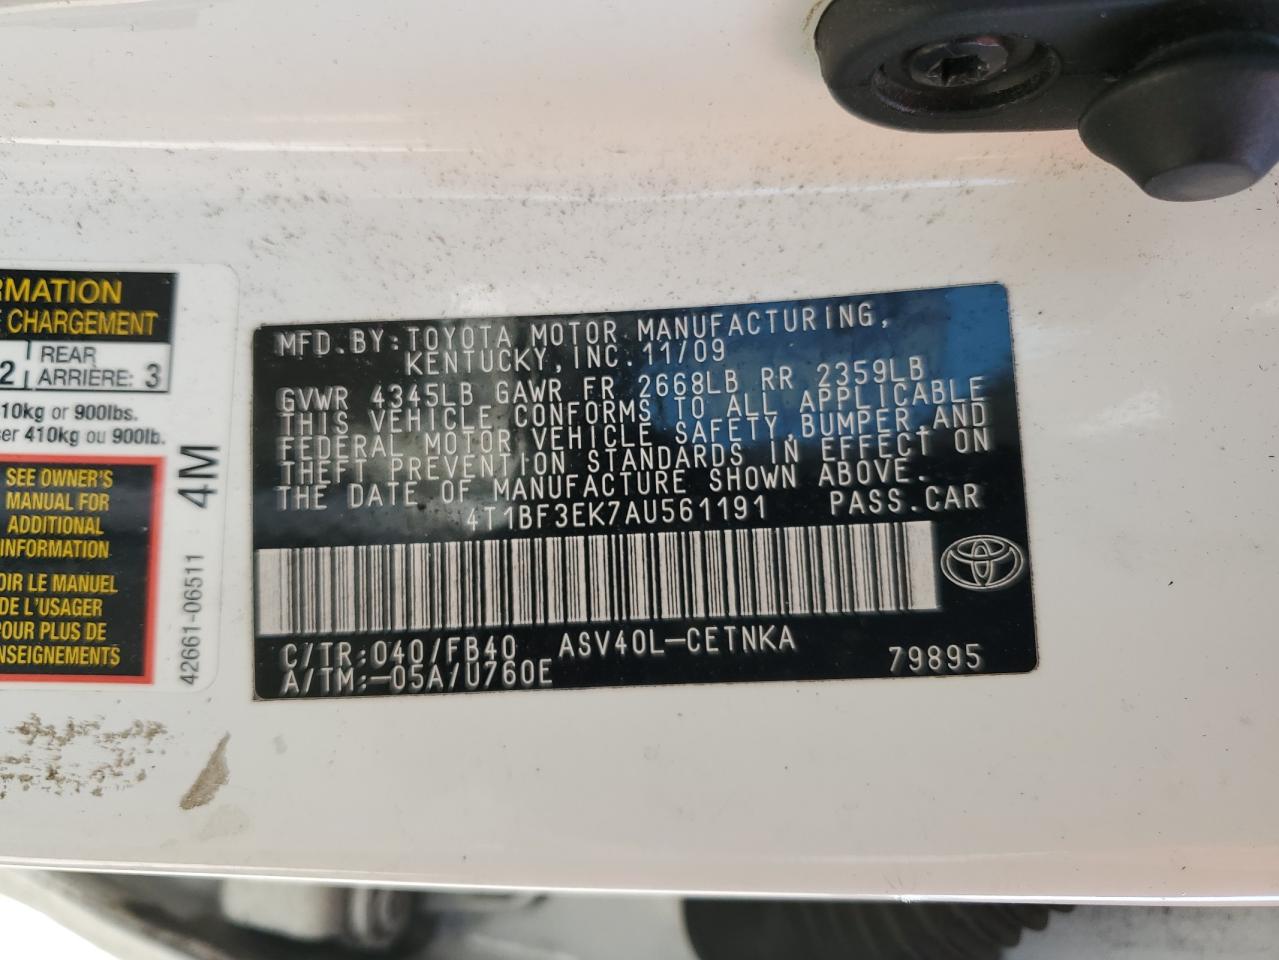 RMATION
E CHARGEMENT
2 REAR
ARRIÈRE: 3
10kg or 900lbs.
ser 410kg ou 900lb.
SEE OWNER'S
MANUAL FOR
ADDITIONAL
INFORMATION
OIR LE MANUEL
DE L'USAGER
POUR PLUS DE
NSEIGNEMENTS
4M
42661-06511
MFD.BY:TOYOTA MOTOR MANUFACTURING,
KENTUCKY,INC.11/09
GVWR 4345LB GAWR FR 2668LB RR 2359LB
THIS VEHICLE CONFORMS TO ALL APPLICABLE
FEDERAL MOTOR VEHICLE SAFETY,BUMPER,AND
THEFT PREVENTION STANDARDS IN EFFECT ON
THE DATE OF MANUFACTURE SHOWN ABOVE.
4T1BF3EK7AU561191 PASS.CAR
C/TR:040/FB40 ASV40L-CETNKA
A/TM:-05A/U760E 79895